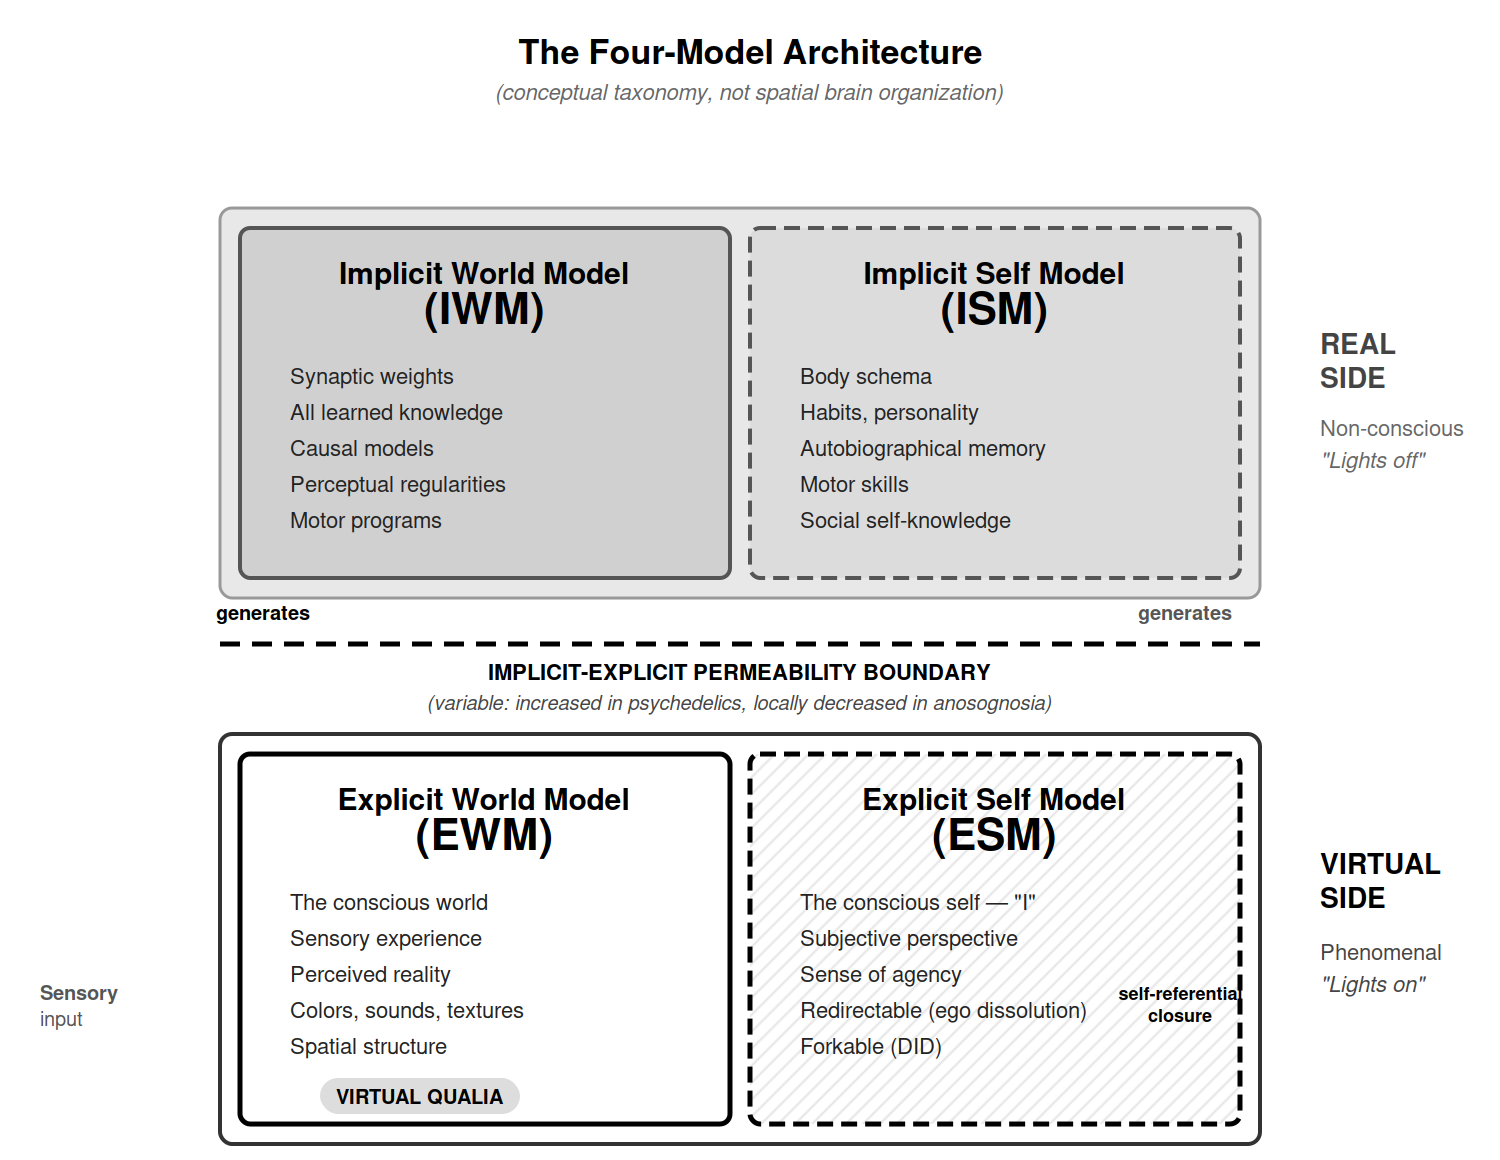 The Four-Model Architecture
(conceptual taxonomy, not spatial brain organization)
Implicit World Model
(IWM)
Synaptic weights
All learned knowledge
Causal models
Perceptual regularities
Motor programs
Implicit Self Model
(ISM)
Body schema
Habits, personality
Autobiographical memory
Motor skills
Social self-knowledge
REAL
SIDE
Non-conscious
"Lights off"
generates
generates
IMPLICIT-EXPLICIT PERMEABILITY BOUNDARY
(variable: increased in psychedelics, locally decreased in anosognosia)
Sensory
input
Explicit World Model
(EWM)
The conscious world
Sensory experience
Perceived reality
Colors, sounds, textures
Spatial structure
VIRTUAL QUALIA
Explicit Self Model
(ESM)
The conscious self — "I"
Subjective perspective
Sense of agency
Redirectable (ego dissolution)
Forkable (DID)
self-referential
closure
VIRTUAL
SIDE
Phenomenal
"Lights on"